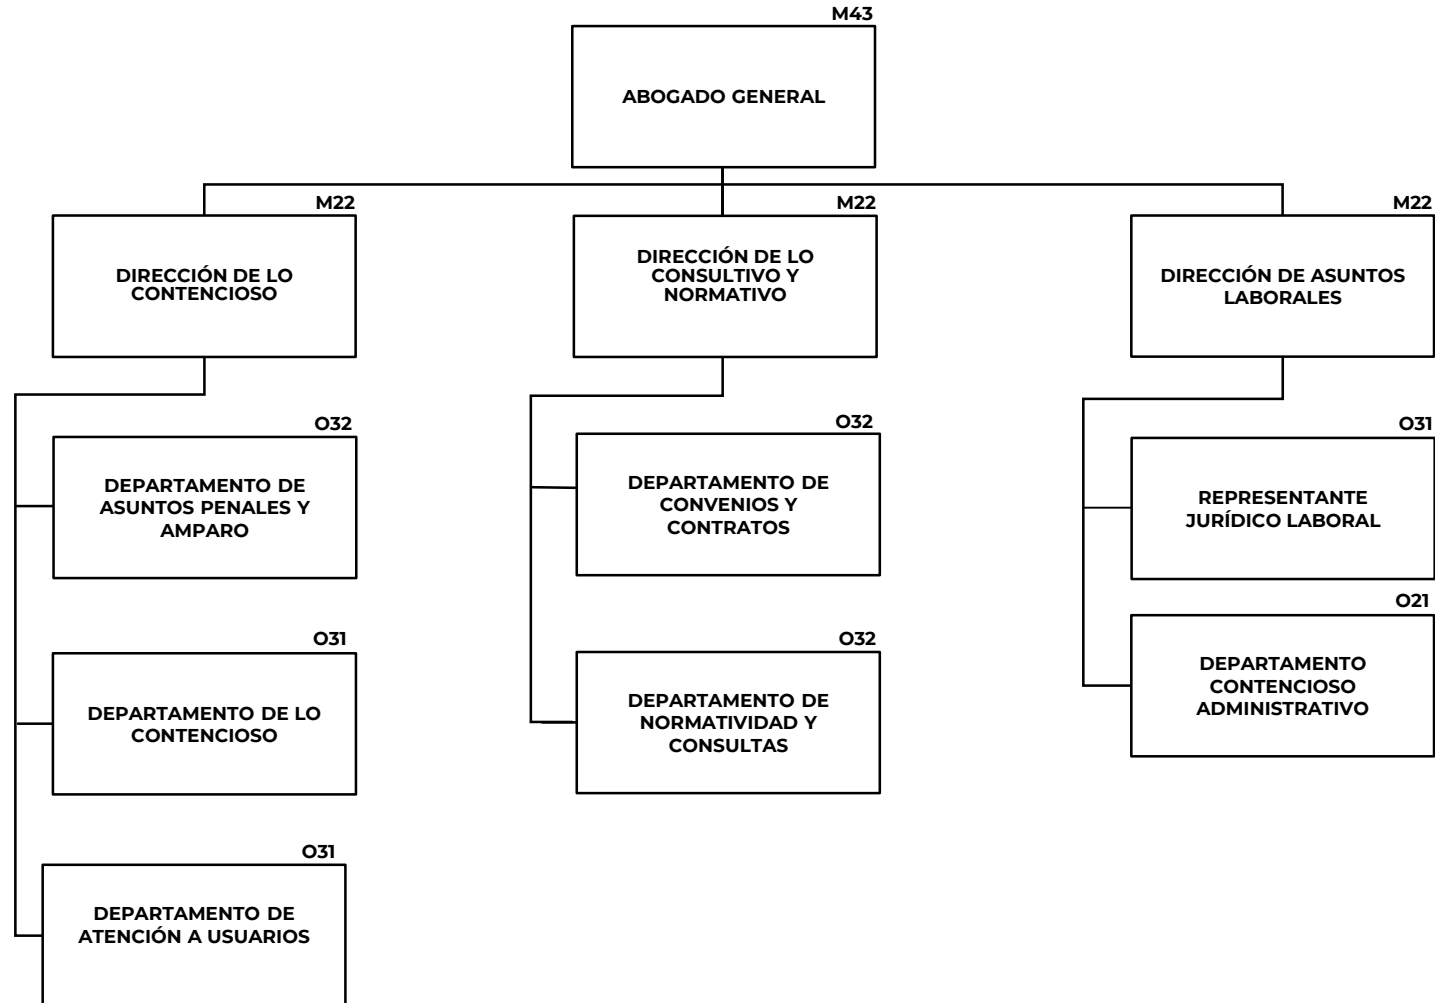 M43
ABOGADO GENERAL
M22
DIRECCIÓN DE LO
CONTENCIOSO
M22
DIRECCIÓN DE LO
CONSULTIVO Y
NORMATIVO
M22
DIRECCIÓN DE ASUNTOS
LABORALES
O32
DEPARTAMENTO DE
ASUNTOS PENALES Y
AMPARO
O31
DEPARTAMENTO DE LO
CONTENCIOSO
O31
DEPARTAMENTO DE
ATENCIÓN A USUARIOS
O32
DEPARTAMENTO DE
CONVENIOS Y
CONTRATOS
O32
DEPARTAMENTO DE
NORMATIVIDAD Y
CONSULTAS
O31
REPRESENTANTE
JURÍDICO LABORAL
O21
DEPARTAMENTO
CONTENCIOSO
ADMINISTRATIVO